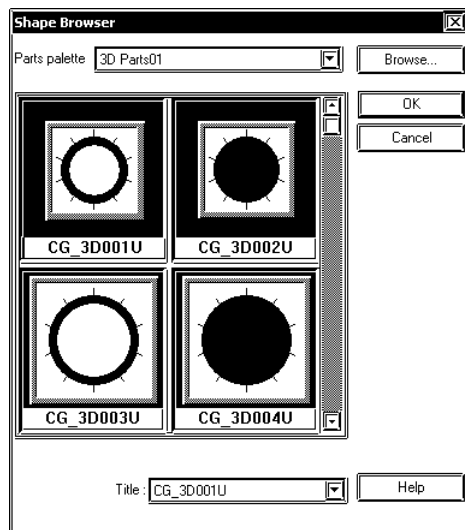 Shape Browser
Parts palette 3D Parts01 Browse...
OK
Cancel
CG_3D001U CG_3D002U
CG_3D003U CG_3D004U
Title : CG_3D001U Help